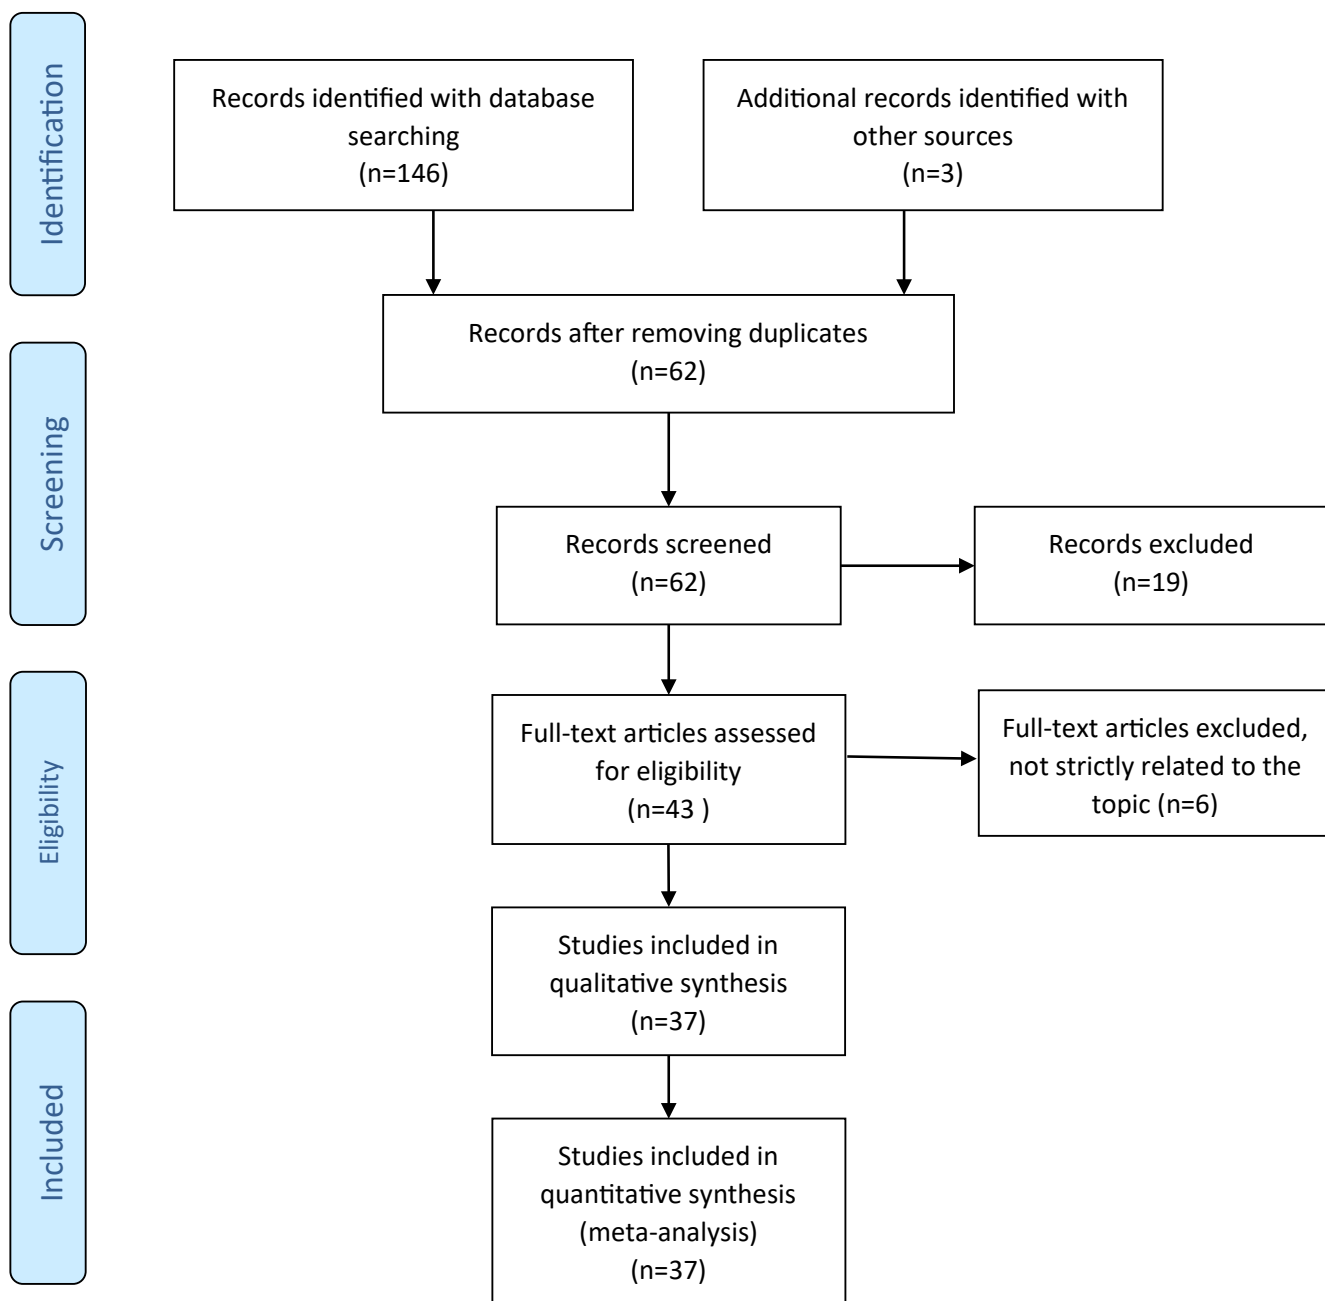 Identification
Records identified with database
searching
(n=146)
Additional records identified with
other sources
(n=3)
Records after removing duplicates
(n=62)
Screening
Records screened
(n=62)
Records excluded
(n=19)
Eligibility
Full-text articles assessed
for eligibility
(n=43 )
Full-text articles excluded,
not strictly related to the
topic (n=6)
Studies included in
qualitative synthesis
(n=37)
Included
Studies included in
quantitative synthesis
(meta-analysis)
(n=37)